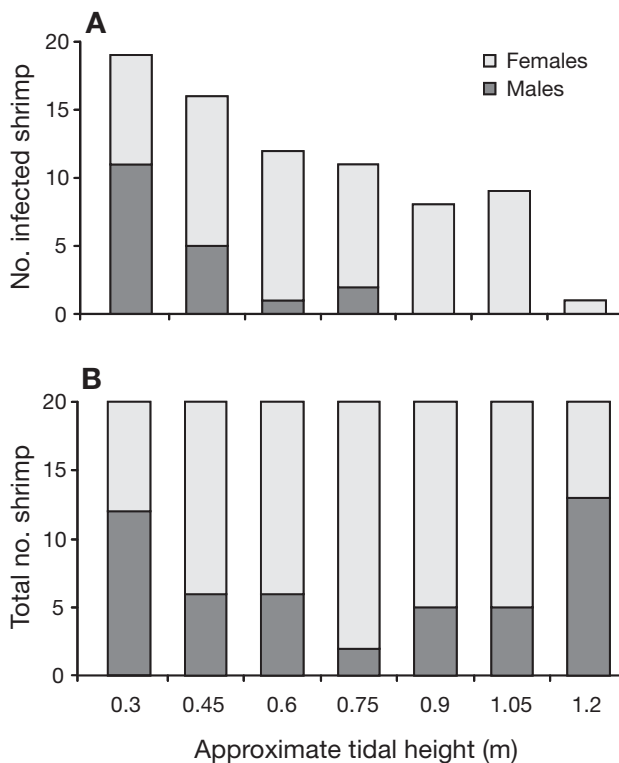 A
Females
Males
No. infected shrimp
20
15
10
5
0
B
Total no. shrimp
20
15
10
5
0
0.3 0.45 0.6 0.75 0.9 1.05 1.2
Approximate tidal height (m)